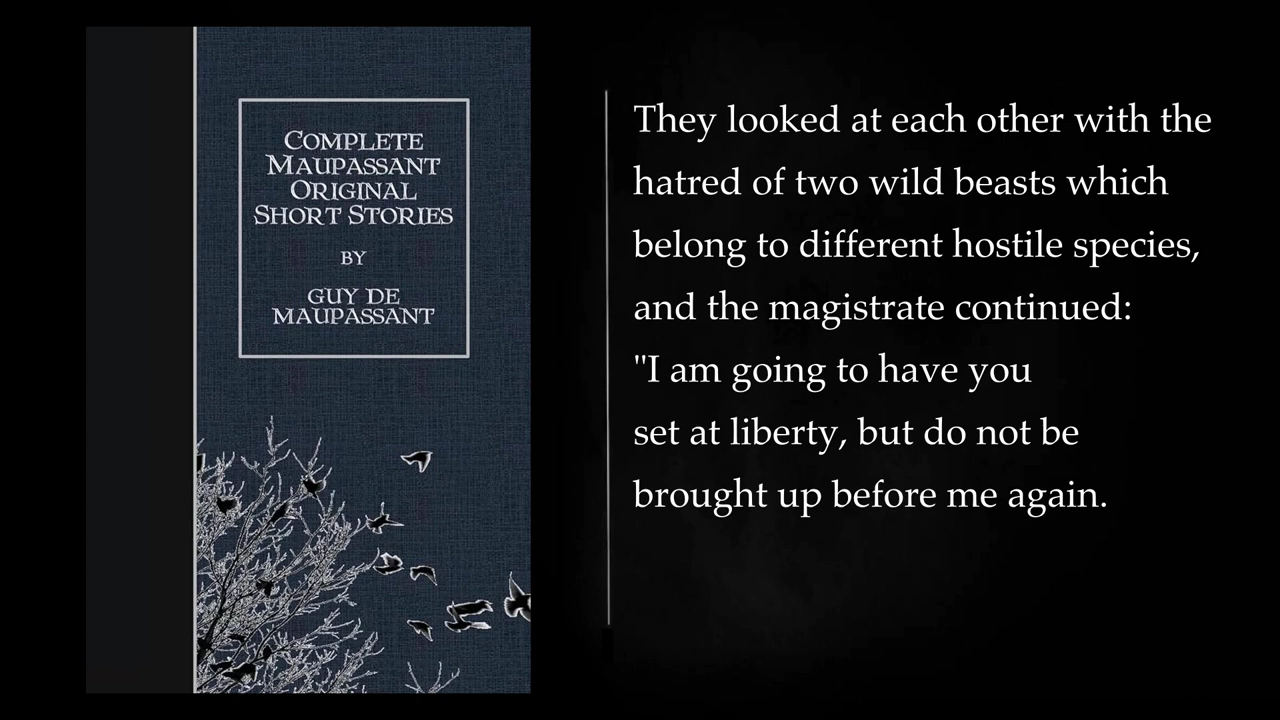 COMPLETE
MAUPASSANT
ORIGINAL
SHORT STORIES
BY
GUY DE
MAUPASSANT
They looked at each other with the
hatred of two wild beasts which
belong to different hostile species,
and the magistrate continued:
"I am going to have you
set at liberty, but do not be
brought up before me again.